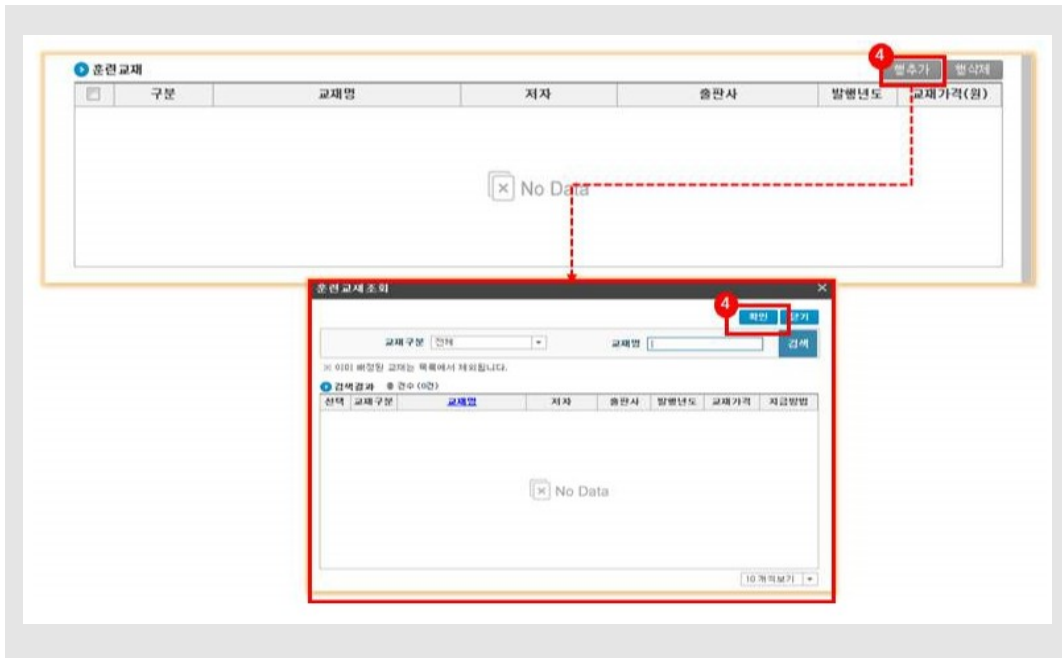 4
훈련교재 행추가 행삭제
구분 교재명 저자 출판사 발행년도 교재가격(원)
No Data
훈련교재조회
4
확인 닫기
교재구분 전체 교재명 검색
※ 이미 배정된 교재는 목록에서 제외됩니다.
검색결과 총 건수 (0건)
선택 교재구분 교재명 저자 출판사 발행년도 교재가격 지급방법
No Data
10개씩보기